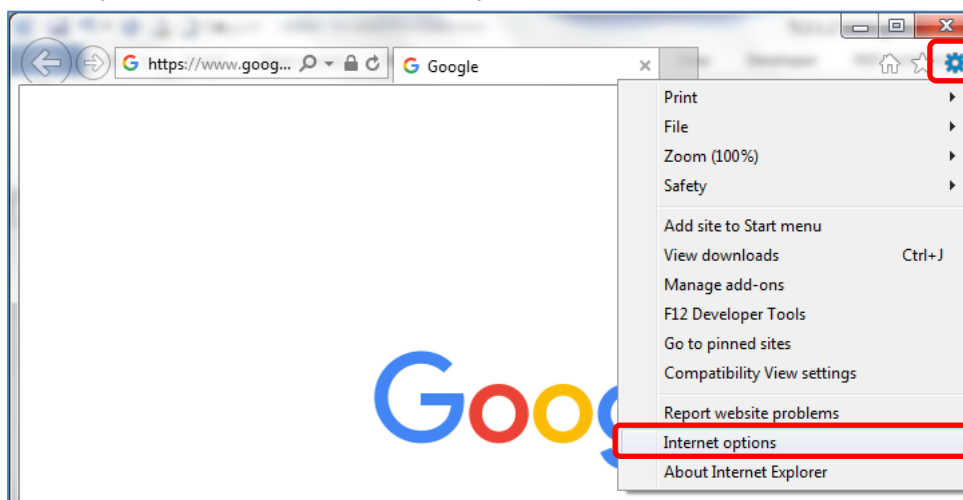 https://www.goog... Google
Print
File
Zoom (100%)
Safety
Add site to Start menu
View downloads Ctrl+J
Manage add-ons
F12 Developer Tools
Go to pinned sites
Compatibility View settings
Report website problems
Internet options
About Internet Explorer
Goog